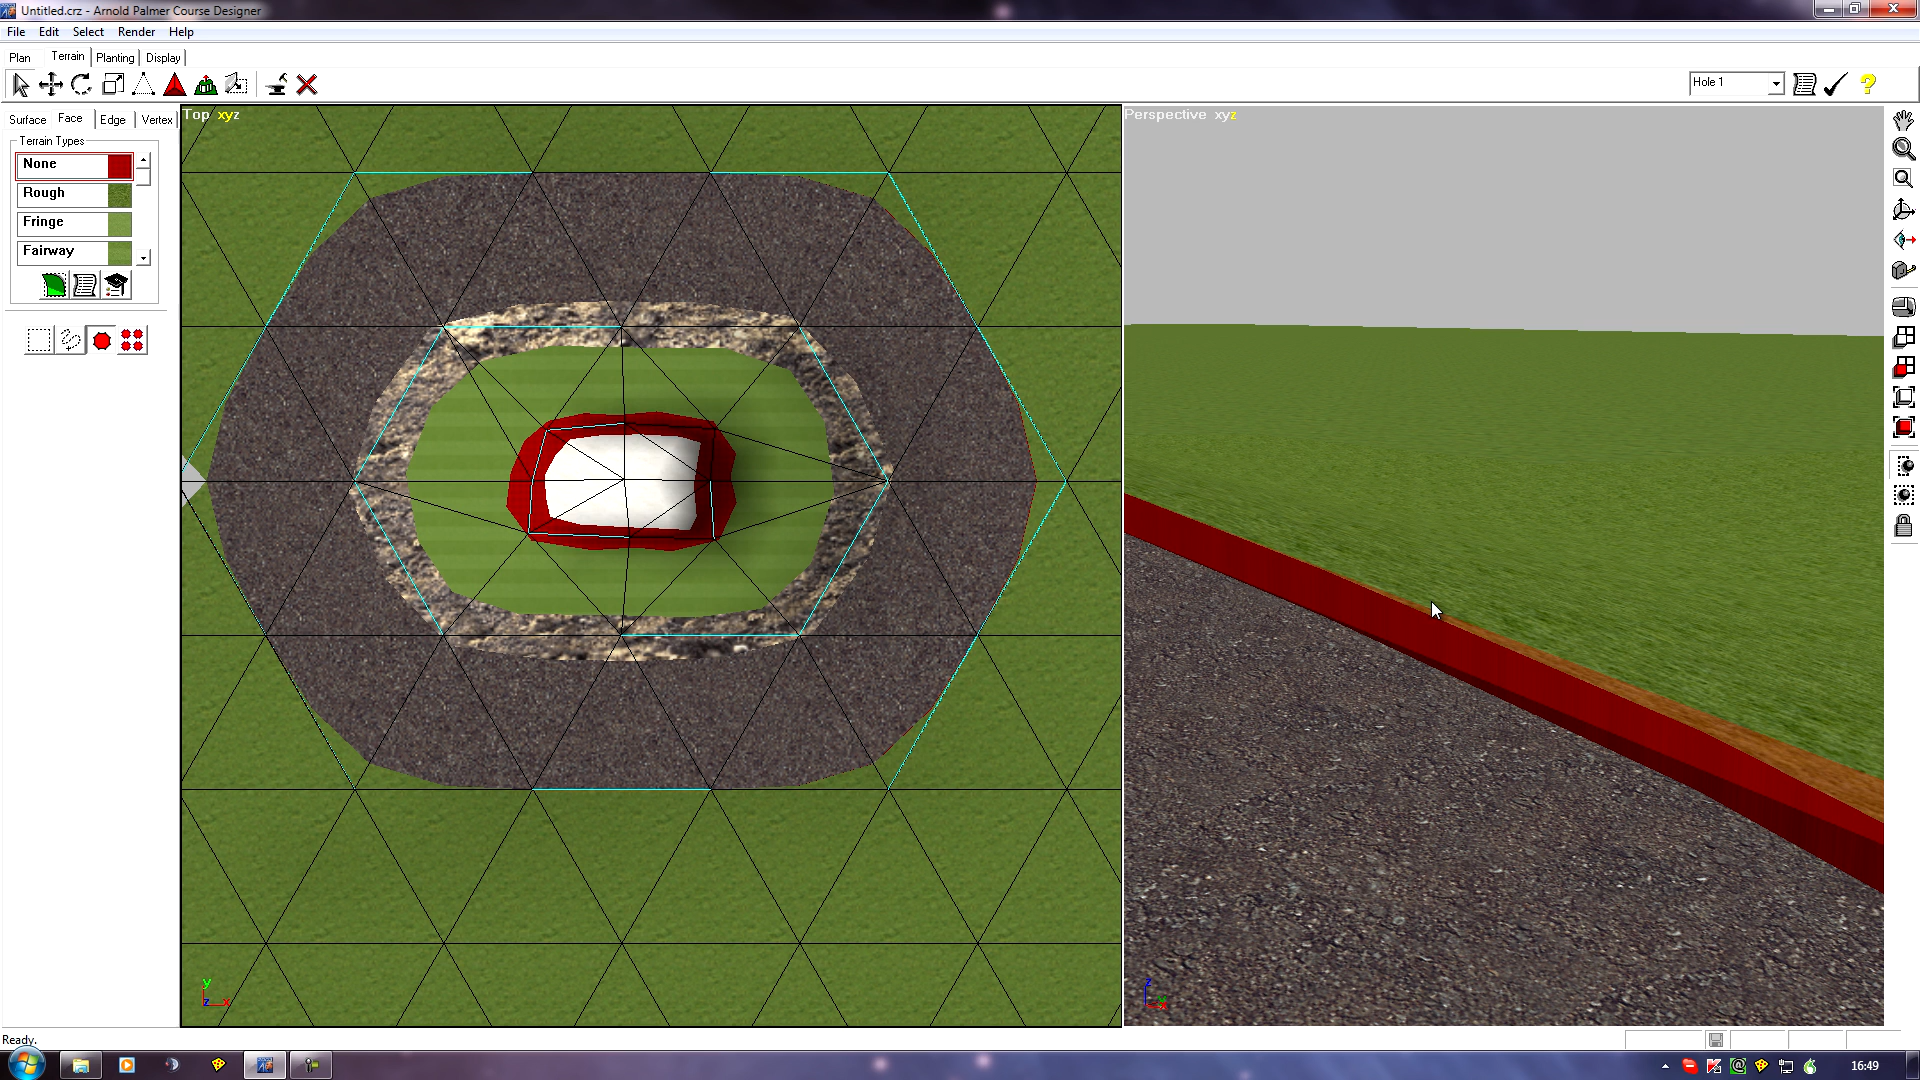 Untitled.crz - Arnold Palmer Course Designer
File Edit Select Render Help
Plan Terrain Planting Display
Hole 1
Surface Face Edge Vertex
Terrain Types
None
Rough
Fringe
Fairway
Top xyz
Perspective xyz
y
z x
z
Ready.
16:49